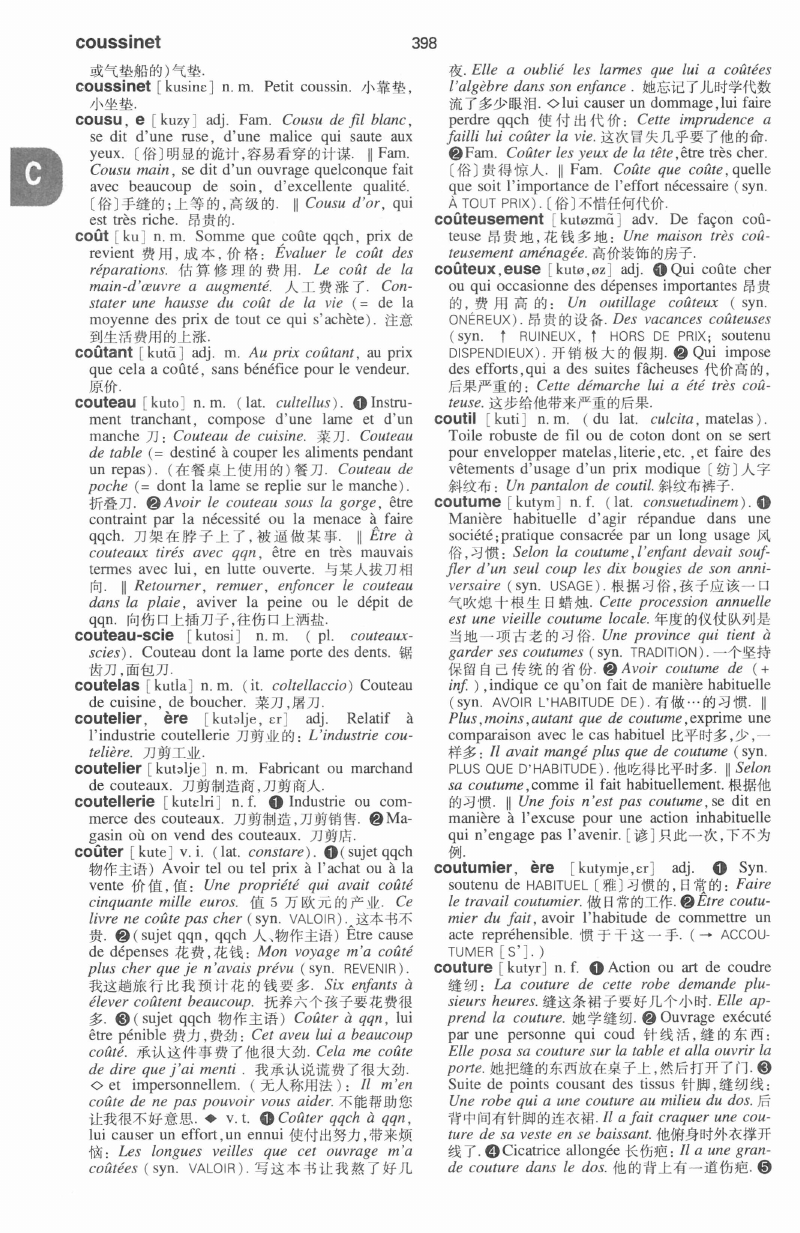 coussinet
398
C
或气垫船的)气垫.
coussinet [kusinɛ] n. m. Petit coussin. 小靠垫,
小坐垫.
cousu, e [kuzy] adj. Fam. Cousu de fil blanc,
se dit d'une ruse, d'une malice qui saute aux
yeux. 〔俗〕明显的诡计,容易看穿的计谋. ‖ Fam.
Cousu main, se dit d'un ouvrage quelconque fait
avec beaucoup de soin, d'excellente qualité.
〔俗〕手缝的;上等的,高级的. ‖ Cousu d'or, qui
est très riche. 昂贵的.
coût [ku] n. m. Somme que coûte qqch, prix de
revient 费用,成本,价格: Évaluer le coût des
réparations. 估算修理的费用. Le coût de la
main-d'œuvre a augmenté. 人工费涨了. Con-
stater une hausse du coût de la vie (= de la
moyenne des prix de tout ce qui s'achète). 注意
到生活费用的上涨.
coûtant [kutã] adj. m. Au prix coûtant, au prix
que cela a coûté, sans bénéfice pour le vendeur.
原价.
couteau [kuto] n. m. (lat. cultellus). ❶ Instru-
ment tranchant, compose d'une lame et d'un
manche 刀: Couteau de cuisine. 菜刀. Couteau
de table (= destiné à couper les aliments pendant
un repas). (在餐桌上使用的)餐刀. Couteau de
poche (= dont la lame se replie sur le manche).
折叠刀. ❷ Avoir le couteau sous la gorge, être
contraint par la nécessité ou la menace à faire
qqch. 刀架在脖子上了,被逼做某事. ‖ Être à
couteaux tirés avec qqn, être en très mauvais
termes avec lui, en lutte ouverte. 与某人拔刀相
向. ‖ Retourner, remuer, enfoncer le couteau
dans la plaie, aviver la peine ou le dépit de
qqn. 向伤口上插刀子,往伤口上洒盐.
couteau-scie [kutosi] n. m. ( pl. couteaux-
scies). Couteau dont la lame porte des dents. 锯
齿刀,面包刀.
coutelas [kutla] n. m. (it. coltellaccio) Couteau
de cuisine, de boucher. 菜刀,屠刀.
coutelier, ère [kutəlje, ɛr] adj. Relatif à
l'industrie coutellerie 刀剪业的: L'industrie cou-
telière. 刀剪工业.
coutelier [kutəlje] n. m. Fabricant ou marchand
de couteaux. 刀剪制造商,刀剪商人.
coutellerie [kutɛlri] n. f. ❶ Industrie ou com-
merce des couteaux. 刀剪制造,刀剪销售. ❷ Ma-
gasin où on vend des couteaux. 刀剪店.
coûter [kute] v. i. (lat. constare). ❶ (sujet qqch
物作主语) Avoir tel ou tel prix à l'achat ou à la
vente 价值,值: Une propriété qui avait coûté
cinquante mille euros. 值 5 万欧元的产业. Ce
livre ne coûte pas cher (syn. VALOIR). 这本书不
贵. ❷ (sujet qqn, qqch 人、物作主语) Être cause
de dépenses 花费,花钱: Mon voyage m'a coûté
plus cher que je n'avais prévu (syn. REVENIR).
我这趟旅行比我预计花的钱要多. Six enfants à
élever coûtent beaucoup. 抚养六个孩子要花费很
多. ❸ (sujet qqch 物作主语) Coûter à qqn, lui
être pénible 费力,费劲: Cet aveu lui a beaucoup
coûté. 承认这件事费了他很大劲. Cela me coûte
de dire que j'ai menti . 我承认说谎费了很大劲.
◇ et impersonnellem. (无人称用法): Il m'en
coûte de ne pas pouvoir vous aider. 不能帮助您
让我很不好意思. ◆ v. t. ❶ Coûter qqch à qqn,
lui causer un effort,un ennui 使付出努力,带来烦
恼: Les longues veilles que cet ouvrage m'a
coûtées (syn. VALOIR). 写这本书让我熬了好几
夜. Elle a oublié les larmes que lui a coûtées
l'algèbre dans son enfance . 她忘记了儿时学代数
流了多少眼泪. ◇ lui causer un dommage,lui faire
perdre qqch 使付出代价: Cette imprudence a
failli lui coûter la vie. 这次冒失几乎要了他的命.
❷ Fam. Coûter les yeux de la tête,être très cher.
〔俗〕贵得惊人. ‖ Fam. Coûte que coûte, quelle
que soit l'importance de l'effort nécessaire (syn.
À TOUT PRIX). 〔俗〕不惜任何代价.
coûteusement [kutøzmã] adv. De façon coû-
teuse 昂贵地,花钱多地: Une maison très coû-
teusement aménagée. 高价装饰的房子.
coûteux,euse [kutø,øz] adj. ❶ Qui coûte cher
ou qui occasionne des dépenses importantes 昂贵
的,费用高的: Un outillage coûteux ( syn.
ONÉREUX). 昂贵的设备. Des vacances coûteuses
(syn. ↑ RUINEUX, ↑ HORS DE PRIX; soutenu
DISPENDIEUX). 开销极大的假期. ❷ Qui impose
des efforts,qui a des suites fâcheuses 代价高的,
后果严重的: Cette démarche lui a été très coû-
teuse. 这步给他带来严重的后果.
coutil [kuti] n. m. ( du lat. culcita, matelas).
Toile robuste de fil ou de coton dont on se sert
pour envelopper matelas,literie,etc. ,et faire des
vêtements d'usage d'un prix modique [纺]人字
斜纹布: Un pantalon de coutil. 斜纹布裤子.
coutume [kutym] n. f. (lat. consuetudinem). ❶
Manière habituelle d'agir répandue dans une
société;pratique consacrée par un long usage 风
俗,习惯: Selon la coutume,l'enfant devait souf-
fler d'un seul coup les dix bougies de son anni-
versaire (syn. USAGE). 根据习俗,孩子应该一口
气吹熄十根生日蜡烛. Cette procession annuelle
est une vieille coutume locale. 年度的仪仗队列是
当地一项古老的习俗. Une province qui tient à
garder ses coutumes (syn. TRADITION). 一个坚持
保留自己传统的省份. ❷ Avoir coutume de (+
inf. ) ,indique ce qu'on fait de manière habituelle
(syn. AVOIR L'HABITUDE DE). 有做…的习惯. ‖
Plus,moins,autant que de coutume,exprime une
comparaison avec le cas habituel 比平时多,少,一
样多: Il avait mangé plus que de coutume (syn.
PLUS QUE D'HABITUDE). 他吃得比平时多. ‖ Selon
sa coutume,comme il fait habituellement. 根据他
的习惯. ‖ Une fois n'est pas coutume,se dit en
manière à l'excuse pour une action inhabituelle
qui n'engage pas l'avenir. [谚]只此一次,下不为
例.
coutumier, ère [kutymje,ɛr] adj. ❶ Syn.
soutenu de HABITUEL [雅]习惯的,日常的: Faire
le travail coutumier. 做日常的工作. ❷ Être coutu-
mier du fait, avoir l'habitude de commettre un
acte repréhensible. 惯于干这一手. (→ ACCOU-
TUMER [S']. )
couture [kutyr] n. f. ❶ Action ou art de coudre
缝纫: La couture de cette robe demande plu-
sieurs heures. 缝这条裙子要好几个小时. Elle ap-
prend la couture. 她学缝纫. ❷ Ouvrage exécuté
par une personne qui coud 针线活,缝的东西:
Elle posa sa couture sur la table et alla ouvrir la
porte. 她把缝的东西放在桌子上,然后打开了门. ❸
Suite de points cousant des tissus 针脚,缝纫线:
Une robe qui a une couture au milieu du dos. 后
背中间有针脚的连衣裙. Il a fait craquer une cou-
ture de sa veste en se baissant. 他俯身时外衣撑开
线了. ❹ Cicatrice allongée 长伤疤: Il a une gran-
de couture dans le dos. 他的背上有一道伤疤. ❺